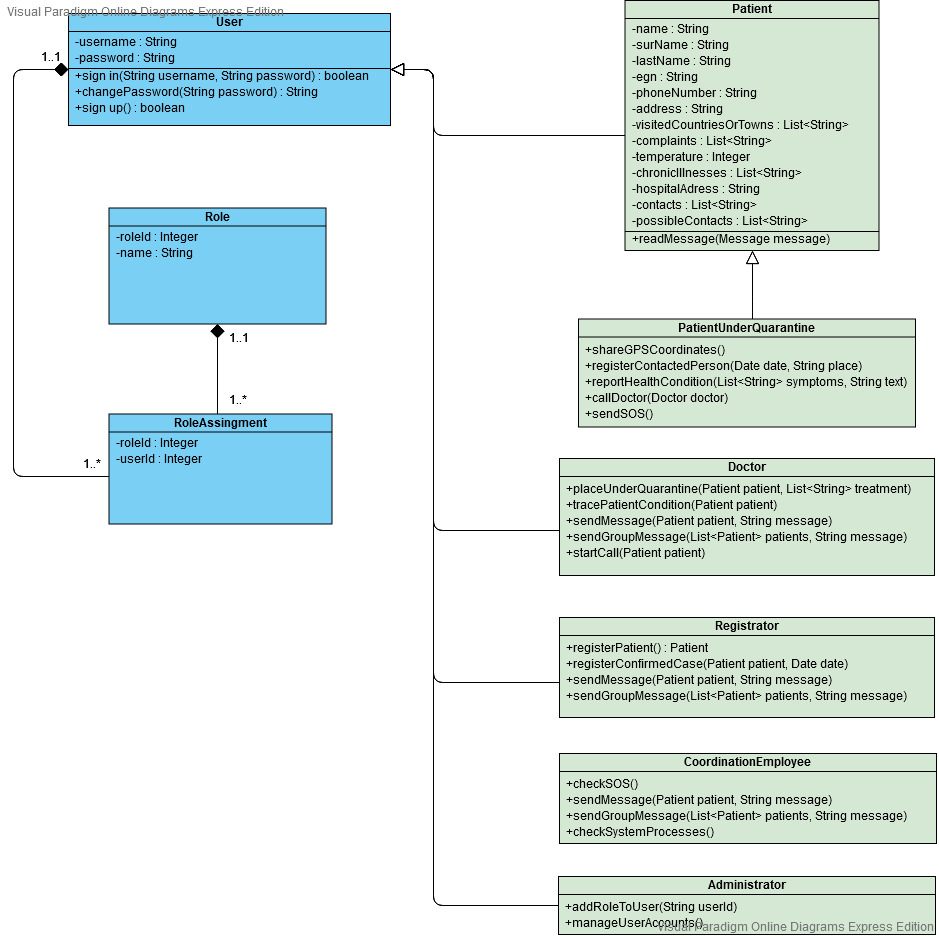 Visual Paradigm Online Diagrams Express Edition
User
-username : String
-password : String
+sign in(String username, String password) : boolean
+changePassword(String password) : String
+sign up() : boolean
1..1
Role
-roleId : Integer
-name : String
1..1
1..*
RoleAssingment
-roleId : Integer
-userId : Integer
1..*
Patient
-name : String
-surName : String
-lastName : String
-egn : String
-phoneNumber : String
-address : String
-visitedCountriesOrTowns : List<String>
-complaints : List<String>
-temperature : Integer
-chronicIllnesses : List<String>
-hospitalAdress : String
-contacts : List<String>
-possibleContacts : List<String>
+readMessage(Message message)
PatientUnderQuarantine
+shareGPSCoordinates()
+registerContactedPerson(Date date, String place)
+reportHealthCondition(List<String> symptoms, String text)
+callDoctor(Doctor doctor)
+sendSOS()
Doctor
+placeUnderQuarantine(Patient patient, List<String> treatment)
+tracePatientCondition(Patient patient)
+sendMessage(Patient patient, String message)
+sendGroupMessage(List<Patient> patients, String message)
+startCall(Patient patient)
Registrator
+registerPatient() : Patient
+registerConfirmedCase(Patient patient, Date date)
+sendMessage(Patient patient, String message)
+sendGroupMessage(List<Patient> patients, String message)
CoordinationEmployee
+checkSOS()
+sendMessage(Patient patient, String message)
+sendGroupMessage(List<Patient> patients, String message)
+checkSystemProcesses()
Administrator
+addRoleToUser(String userId)
+manageUserAccounts()
Visual Paradigm Online Diagrams Express Edition